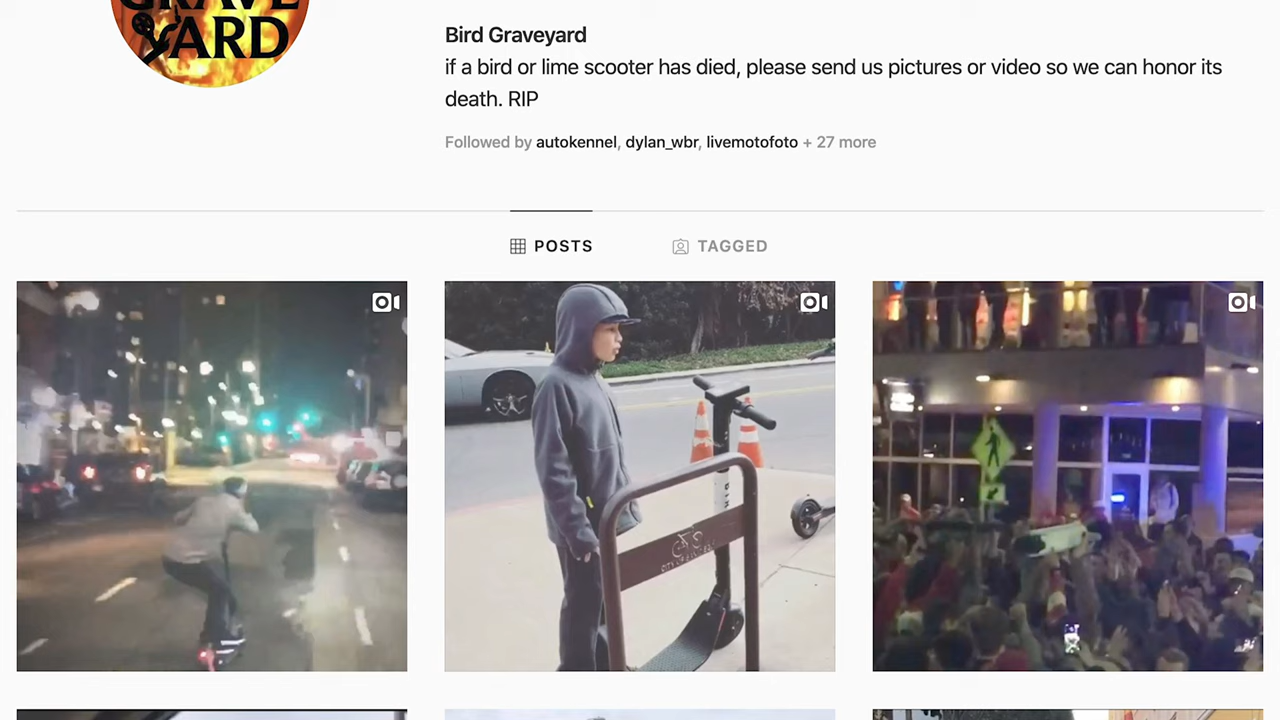 GRAVE
YARD
Bird Graveyard
if a bird or lime scooter has died, please send us pictures or video so we can honor its
death. RIP
Followed by autokennel, dylan_wbr, livemotofoto + 27 more
POSTS
TAGGED